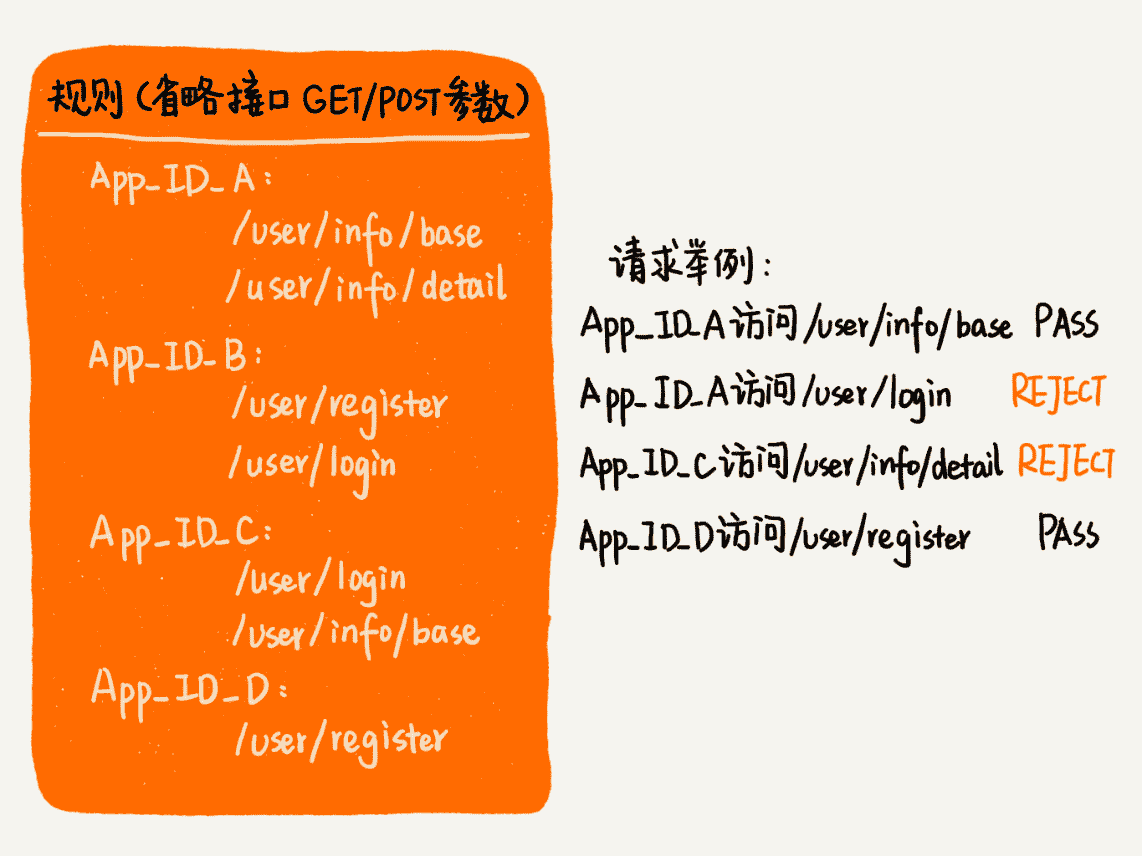 规则(省略接口 GET/POST参数)
App_ID_A:
/user/info/base
/user/info/detail
App_ID_B:
/user/register
/user/login
App_ID_C:
/user/login
/user/info/base
App_ID_D:
/user/register
请求举例:
App_ID_A访问/user/info/base PASS
App_ID_A访问/user/login REJECT
App_ID_C访问/user/info/detail REJECT
App_ID_D访问/user/register PASS